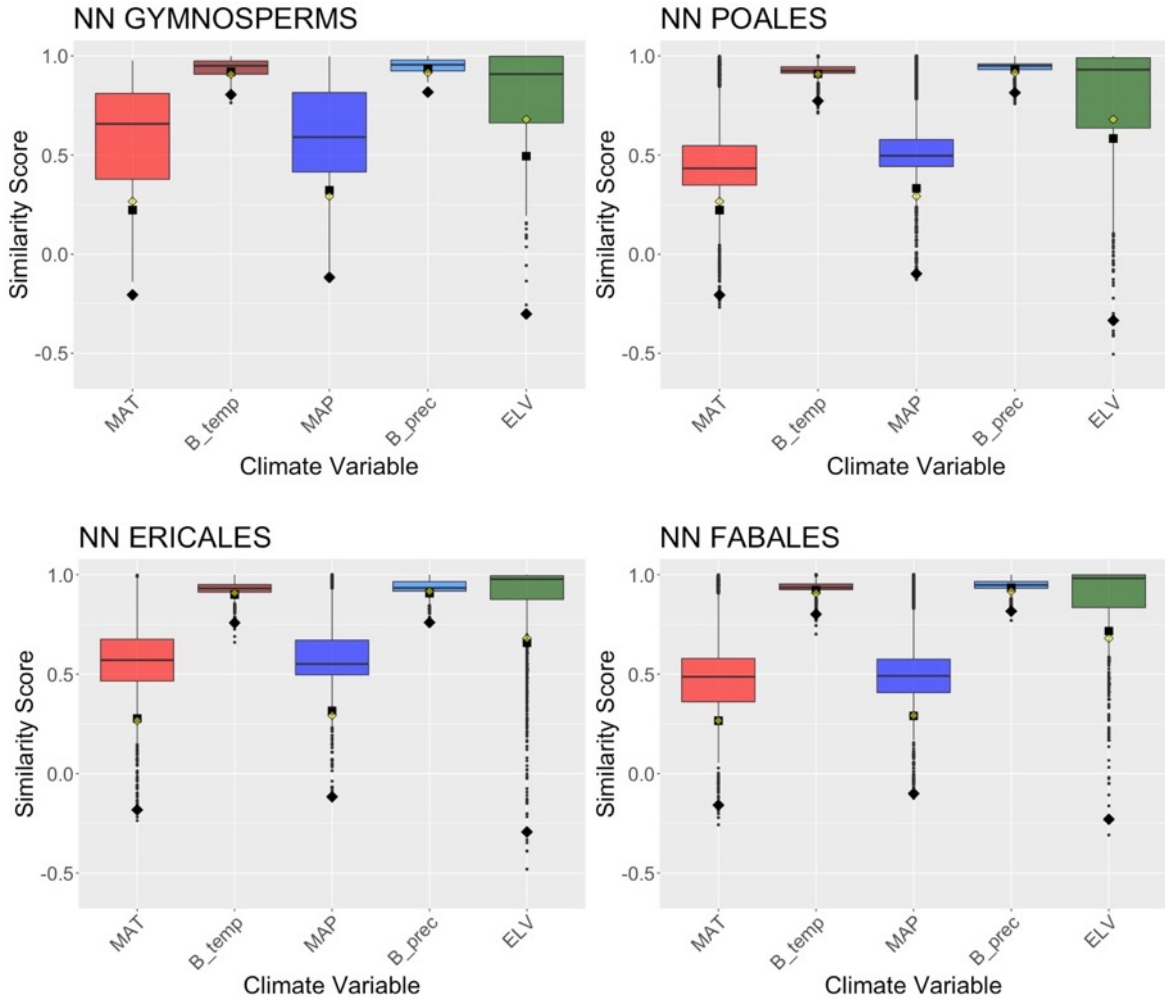 NN GYMNOSPERMS
1.0
0.5
0.0
-0.5
Similarity Score
MAT
B_temp
MAP
B_prec
ELV
Climate Variable
NN POALES
1.0
0.5
0.0
-0.5
Similarity Score
MAT
B_temp
MAP
B_prec
ELV
Climate Variable
NN ERICALES
1.0
0.5
0.0
-0.5
Similarity Score
MAT
B_temp
MAP
B_prec
ELV
Climate Variable
NN FABALES
1.0
0.5
0.0
-0.5
Similarity Score
MAT
B_temp
MAP
B_prec
ELV
Climate Variable